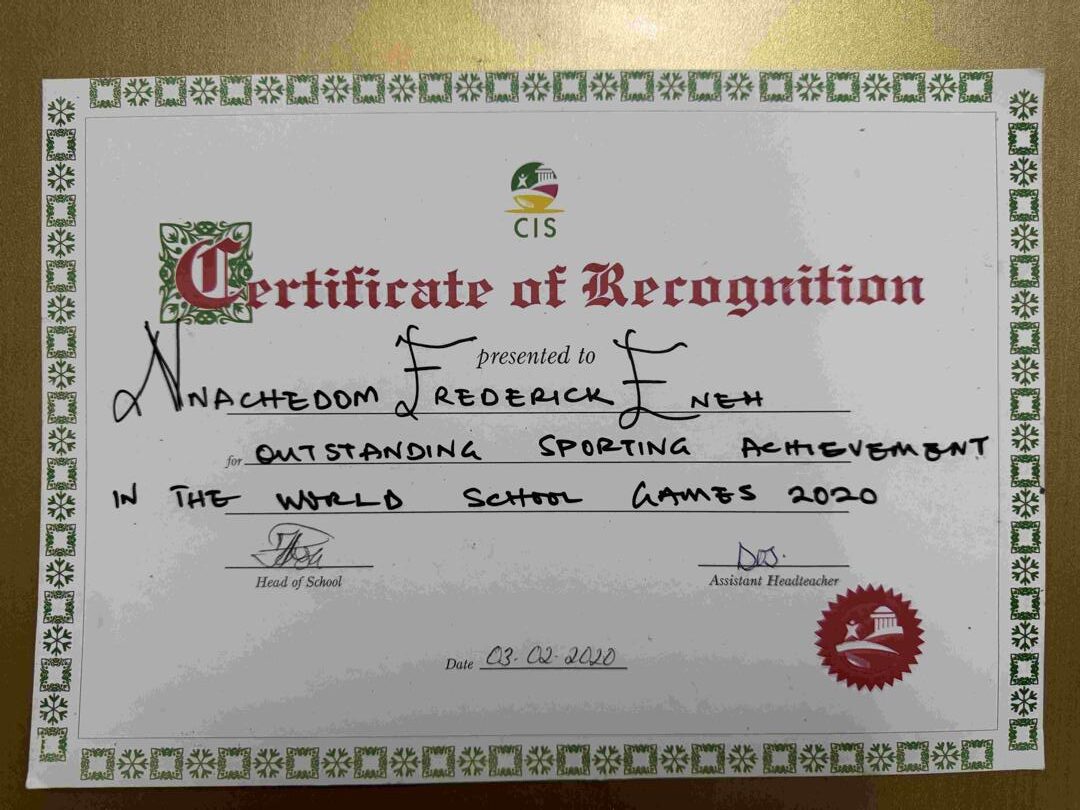 CIS
Certificate of Recognition
presented to
NNACHEDOM FREDERICK ENEH
for OUTSTANDING SPORTING ACHIEVEMENT
IN THE WORLD SCHOOL GAMES 2020
Head of School
Assistant Headteacher
Date 03-02-2020